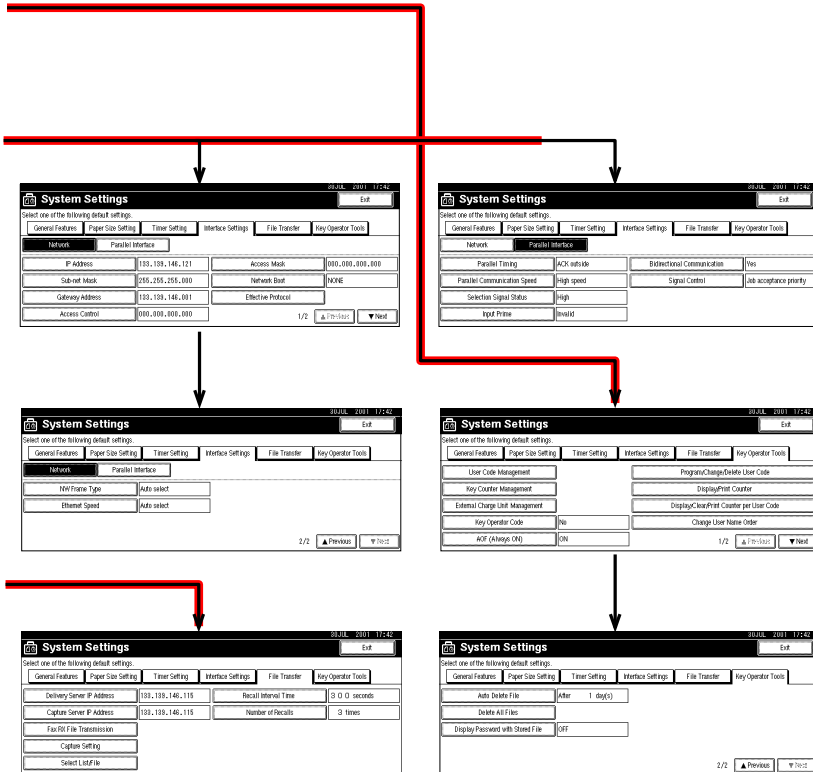 30JUL 2001 17:42
System Settings
Exit
Select one of the following default settings.
General Features Paper Size Setting Timer Setting Interface Settings File Transfer Key Operator Tools
Network Parallel Interface
IP Address 133.139.146.121 Access Mask 000.000.000.000
Sub-net Mask 255.255.255.000 Network Boot NONE
Gateway Address 133.139.146.001 Effective Protocol
Access Control 000.000.000.000 1/2 ▲ Previous ▼ Next
30JUL 2001 17:42
System Settings
Exit
Select one of the following default settings.
General Features Paper Size Setting Timer Setting Interface Settings File Transfer Key Operator Tools
Network Parallel Interface
Parallel Timing ACK outside Bidirectional Communication Yes
Parallel Communication Speed High speed Signal Control Job acceptance priority
Selection Signal Status High
Input Prime Invalid
30JUL 2001 17:42
System Settings
Exit
Select one of the following default settings.
General Features Paper Size Setting Timer Setting Interface Settings File Transfer Key Operator Tools
Network Parallel Interface
NW Frame Type Auto select
Ethernet Speed Auto select
2/2 ▲ Previous ▼ Next
30JUL 2001 17:42
System Settings
Exit
Select one of the following default settings.
General Features Paper Size Setting Timer Setting Interface Settings File Transfer Key Operator Tools
User Code Management Program/Change/Delete User Code
Key Counter Management Display/Print Counter
External Charge Unit Management Display/Clear/Print Counter per User Code
Key Operator Code No Change User Name Order
AOF (Always ON) ON 1/2 ▲ Previous ▼ Next
30JUL 2001 17:42
System Settings
Exit
Select one of the following default settings.
General Features Paper Size Setting Timer Setting Interface Settings File Transfer Key Operator Tools
Delivery Server IP Address 133.139.146.115 Recall Interval Time 3 0 0 seconds
Capture Server IP Address 133.139.146.115 Number of Recalls 3 times
Fax RX File Transmission
Capture Setting
Select List/File
30JUL 2001 17:42
System Settings
Exit
Select one of the following default settings.
General Features Paper Size Setting Timer Setting Interface Settings File Transfer Key Operator Tools
Auto Delete File After 1 day(s)
Delete All Files
Display Password with Stored File OFF
2/2 ▲ Previous ▼ Next